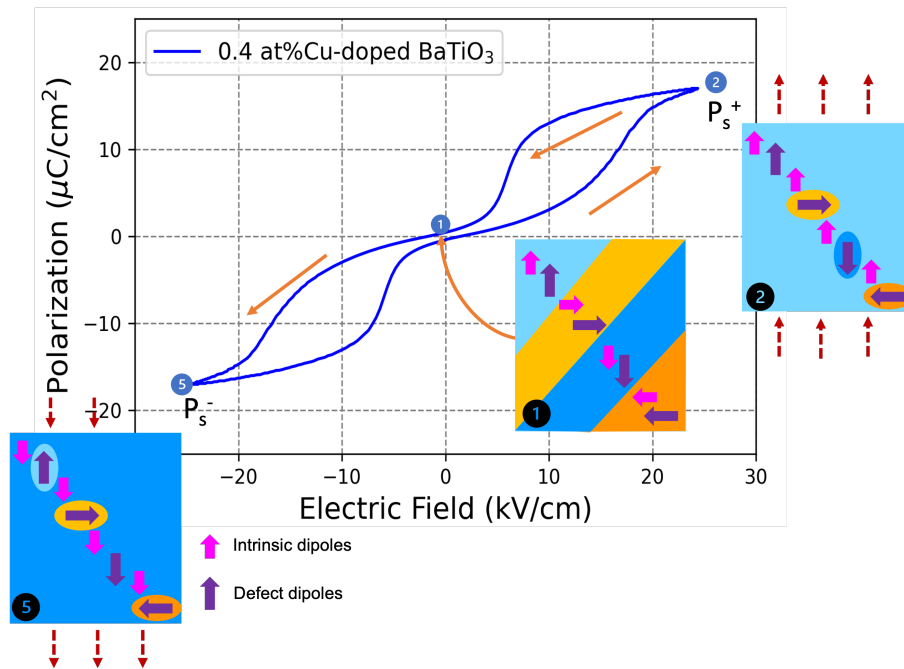 0.4 at%Cu-doped BaTiO₃
Polarization (μC/cm²)
20
10
0
−10
−20
−20
−10
0
10
20
30
Electric Field (kV/cm)
2
Pₛ⁺
1
5
Pₛ⁻
1
2
5
Intrinsic dipoles
Defect dipoles